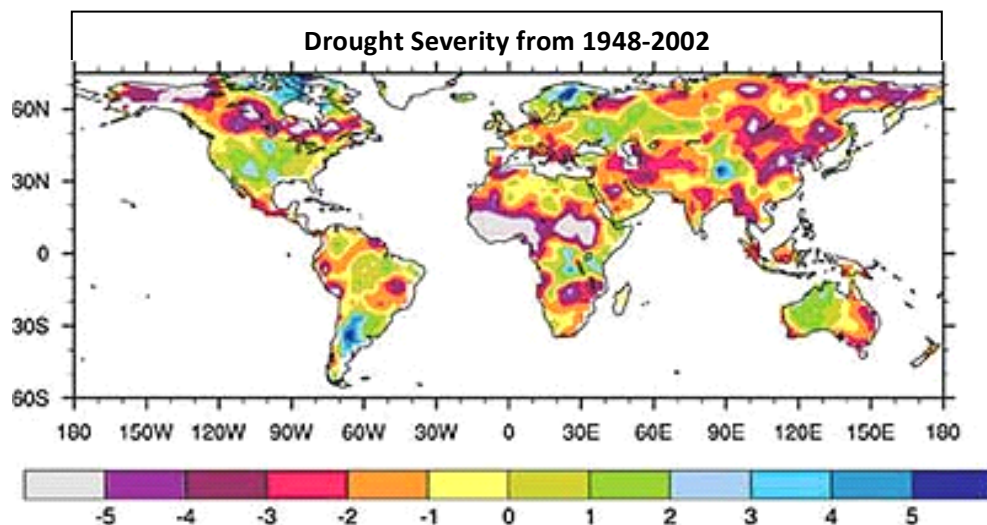 Drought Severity from 1948-2002
60N
30N
0
30S
60S
180 150W 120W 90W 60W 30W 0 30E 60E 90E 120E 150E 180
-5 -4 -3 -2 -1 0 1 2 3 4 5